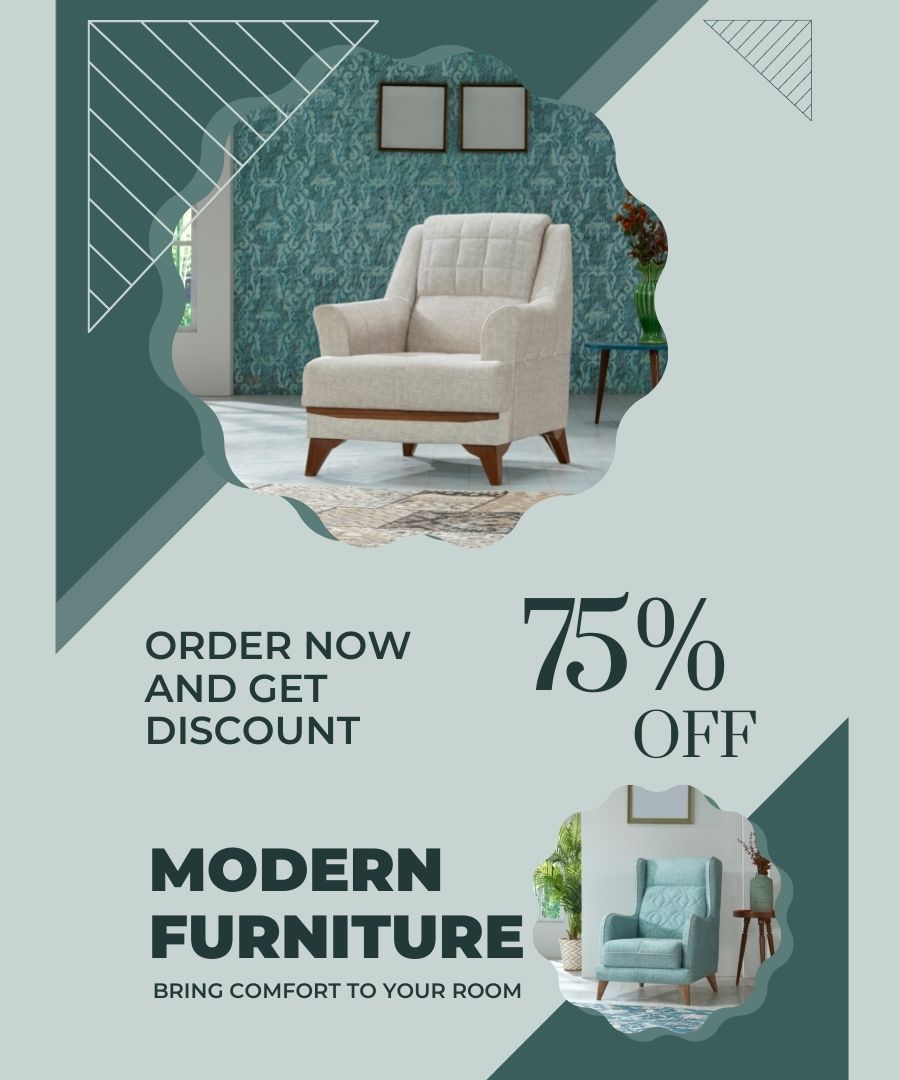 ORDER NOW
AND GET
DISCOUNT
75%
OFF
MODERN
FURNITURE
BRING COMFORT TO YOUR ROOM